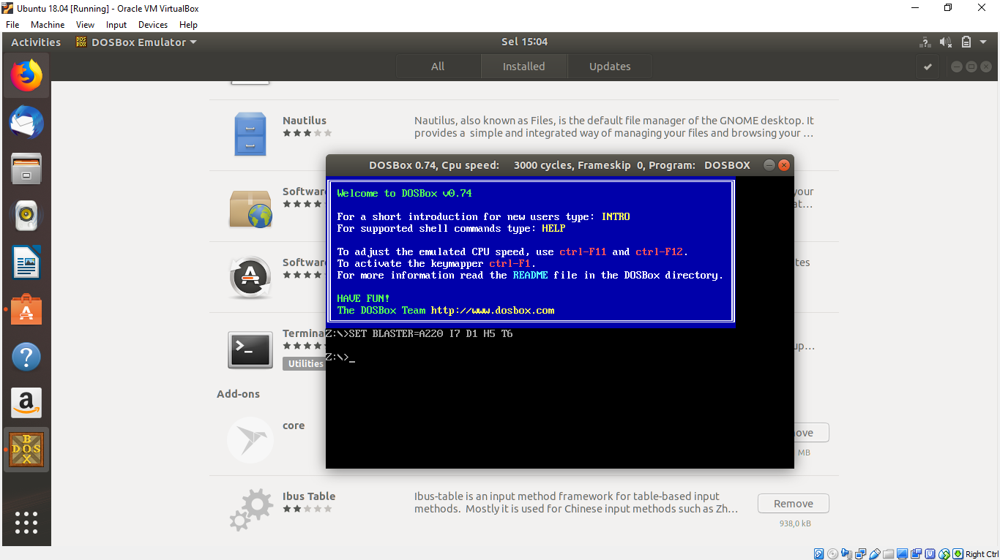 Ubuntu 18.04 [Running] - Oracle VM VirtualBox
File Machine View Input Devices Help
Activities DOSBox Emulator Sel 15:04
All Installed Updates
Nautilus
Nautilus, also known as Files, is the default file manager of the GNOME desktop. It
provides a simple and integrated way of managing your files and browsing your ...
DOSBox 0.74, Cpu speed: 3000 cycles, Frameskip 0, Program: DOSBOX
Welcome to DOSBox v0.74
For a short introduction for new users type: INTRO
For supported shell commands type: HELP
To adjust the emulated CPU speed, use ctrl-F11 and ctrl-F12.
To activate the keymapper ctrl-F1.
For more information read the README file in the DOSBox directory.
HAVE FUN!
The DOSBox Team http://www.dosbox.com
Z:\>SET BLASTER=A220 I7 D1 H5 T6
Z:\>_
Softwar
your
Softwar
Termina
up...
Utilities
Add-ons
core
MB
Ibus Table
Ibus-table is an input method framework for table-based input
methods. Mostly it is used for Chinese input methods such as Zh...
Remove
938,0 kB
a
BOX
DOS
Right Ctrl